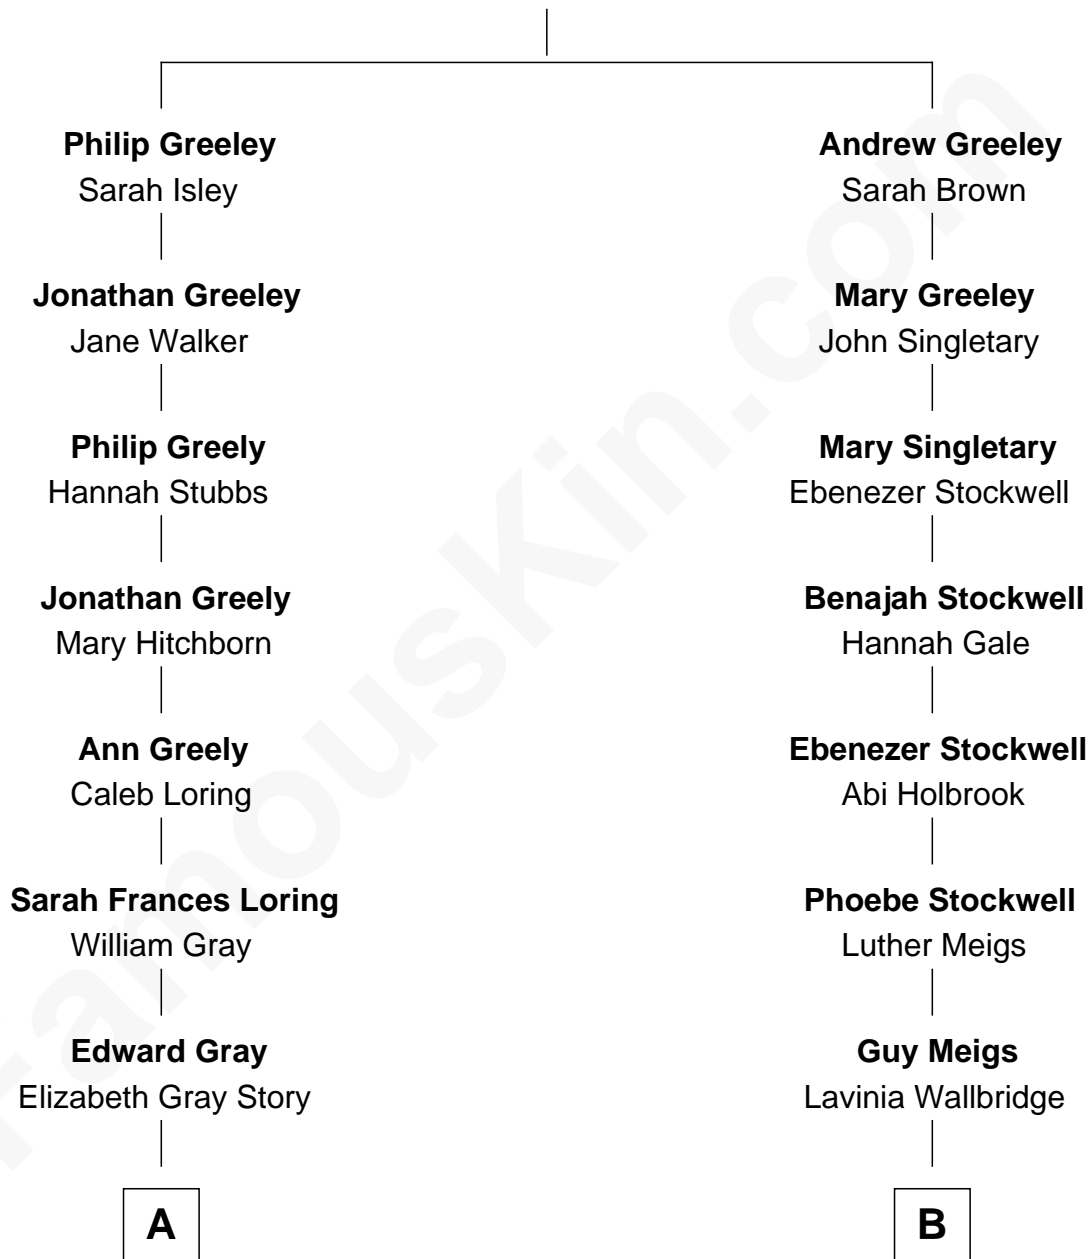 Philip Greeley
Sarah Isley
Jonathan Greeley
Jane Walker
Philip Greely
Hannah Stubbs
Jonathan Greely
Mary Hitchborn
Ann Greely
Caleb Loring
Sarah Frances Loring
William Gray
Edward Gray
Elizabeth Gray Story
A
Andrew Greeley
Sarah Brown
Mary Greeley
John Singletary
Mary Singletary
Ebenezer Stockwell
Benajah Stockwell
Hannah Gale
Ebenezer Stockwell
Abi Holbrook
Phoebe Stockwell
Luther Meigs
Guy Meigs
Lavinia Wallbridge
B
FamousKin.com